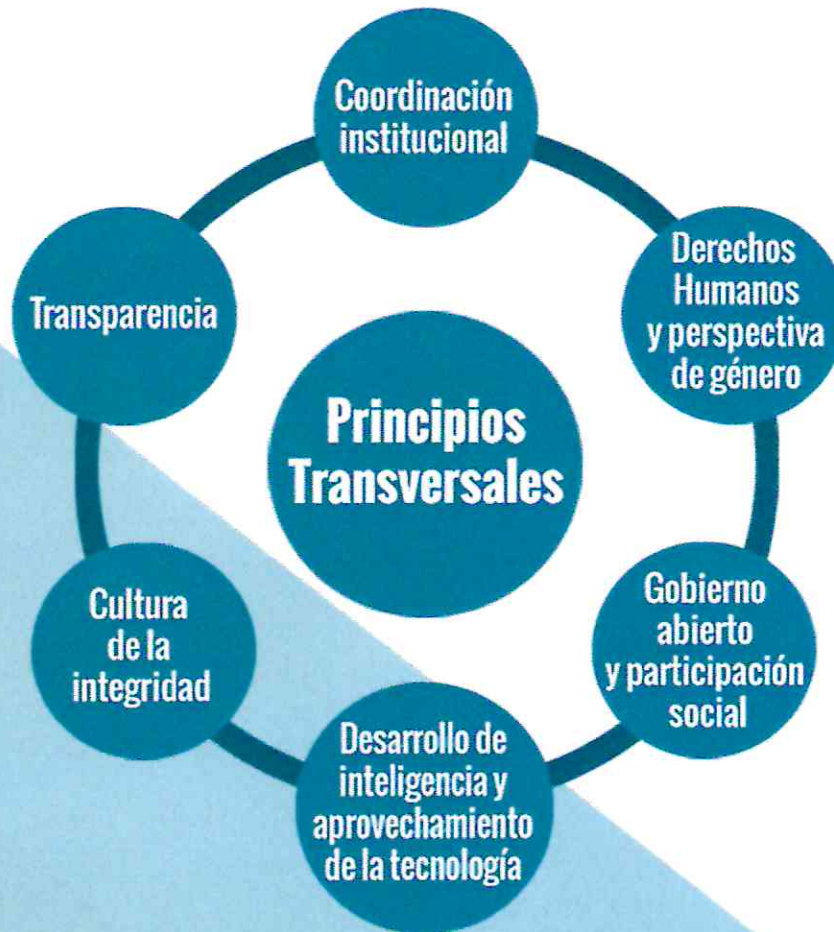 Coordinación
institucional
Derechos
Humanos
y perspectiva
de género
Transparencia
Principios
Transversales
Gobierno
abierto
y participación
social
Cultura
de la
integridad
Desarrollo de
inteligencia y
aprovechamiento
de la tecnología